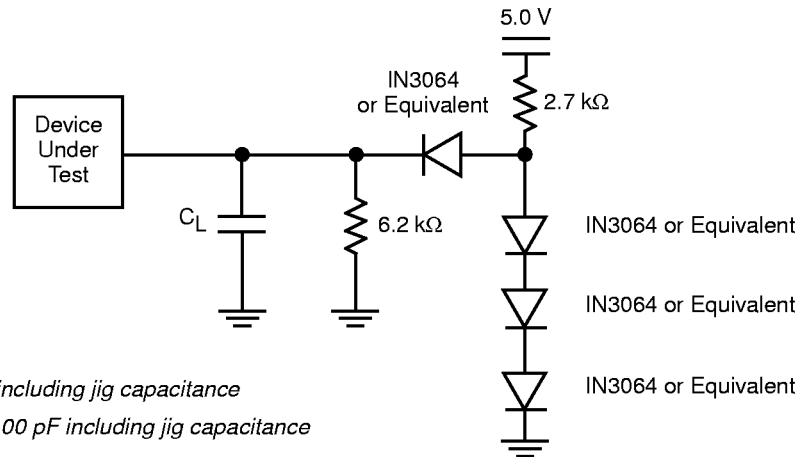 5.0 V
IN3064
or Equivalent
2.7 kΩ
Device
Under
Test
CL
6.2 kΩ
IN3064 or Equivalent
IN3064 or Equivalent
IN3064 or Equivalent
including jig capacitance
00 pF including jig capacitance